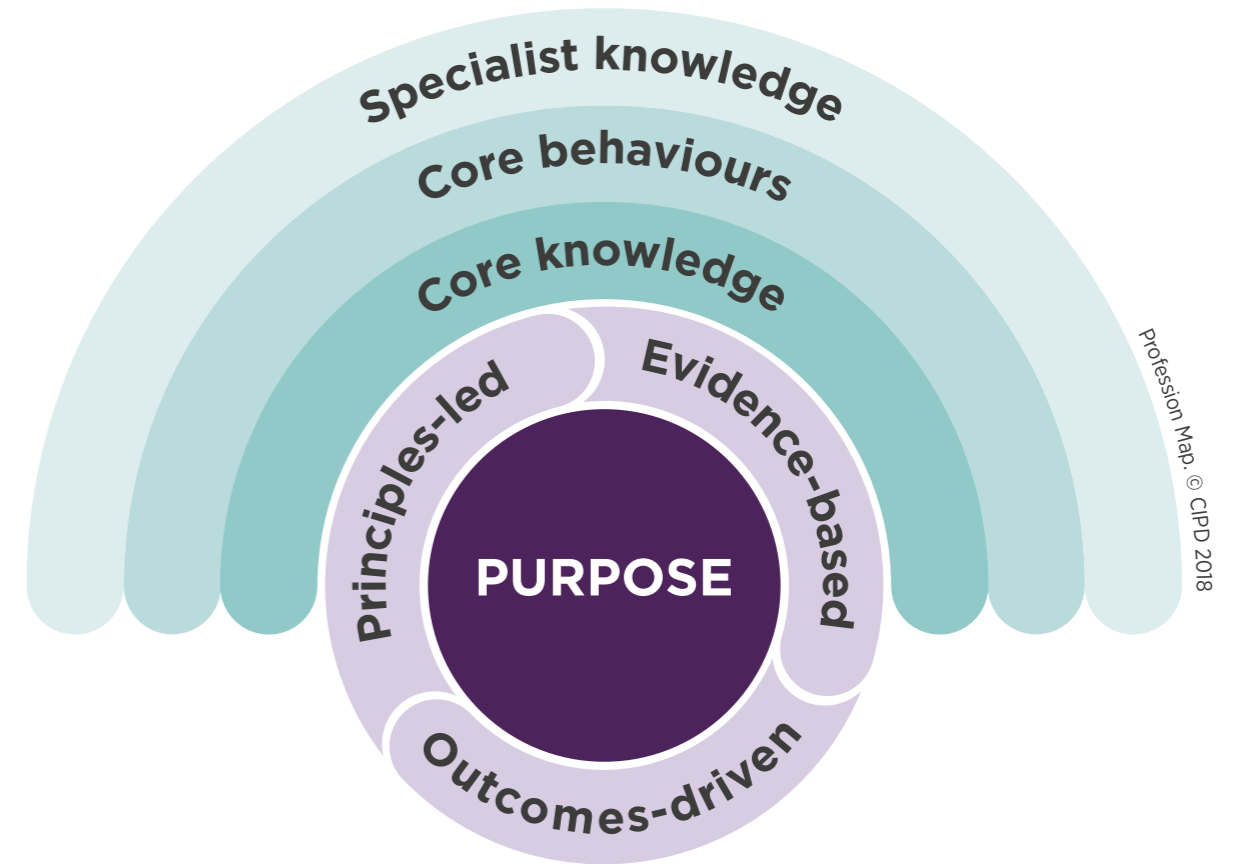 Specialist knowledge
Core behaviours
Core knowledge
Principles-led
Evidence-based
PURPOSE
Outcomes-driven
Profession Map. © CIPD 2018